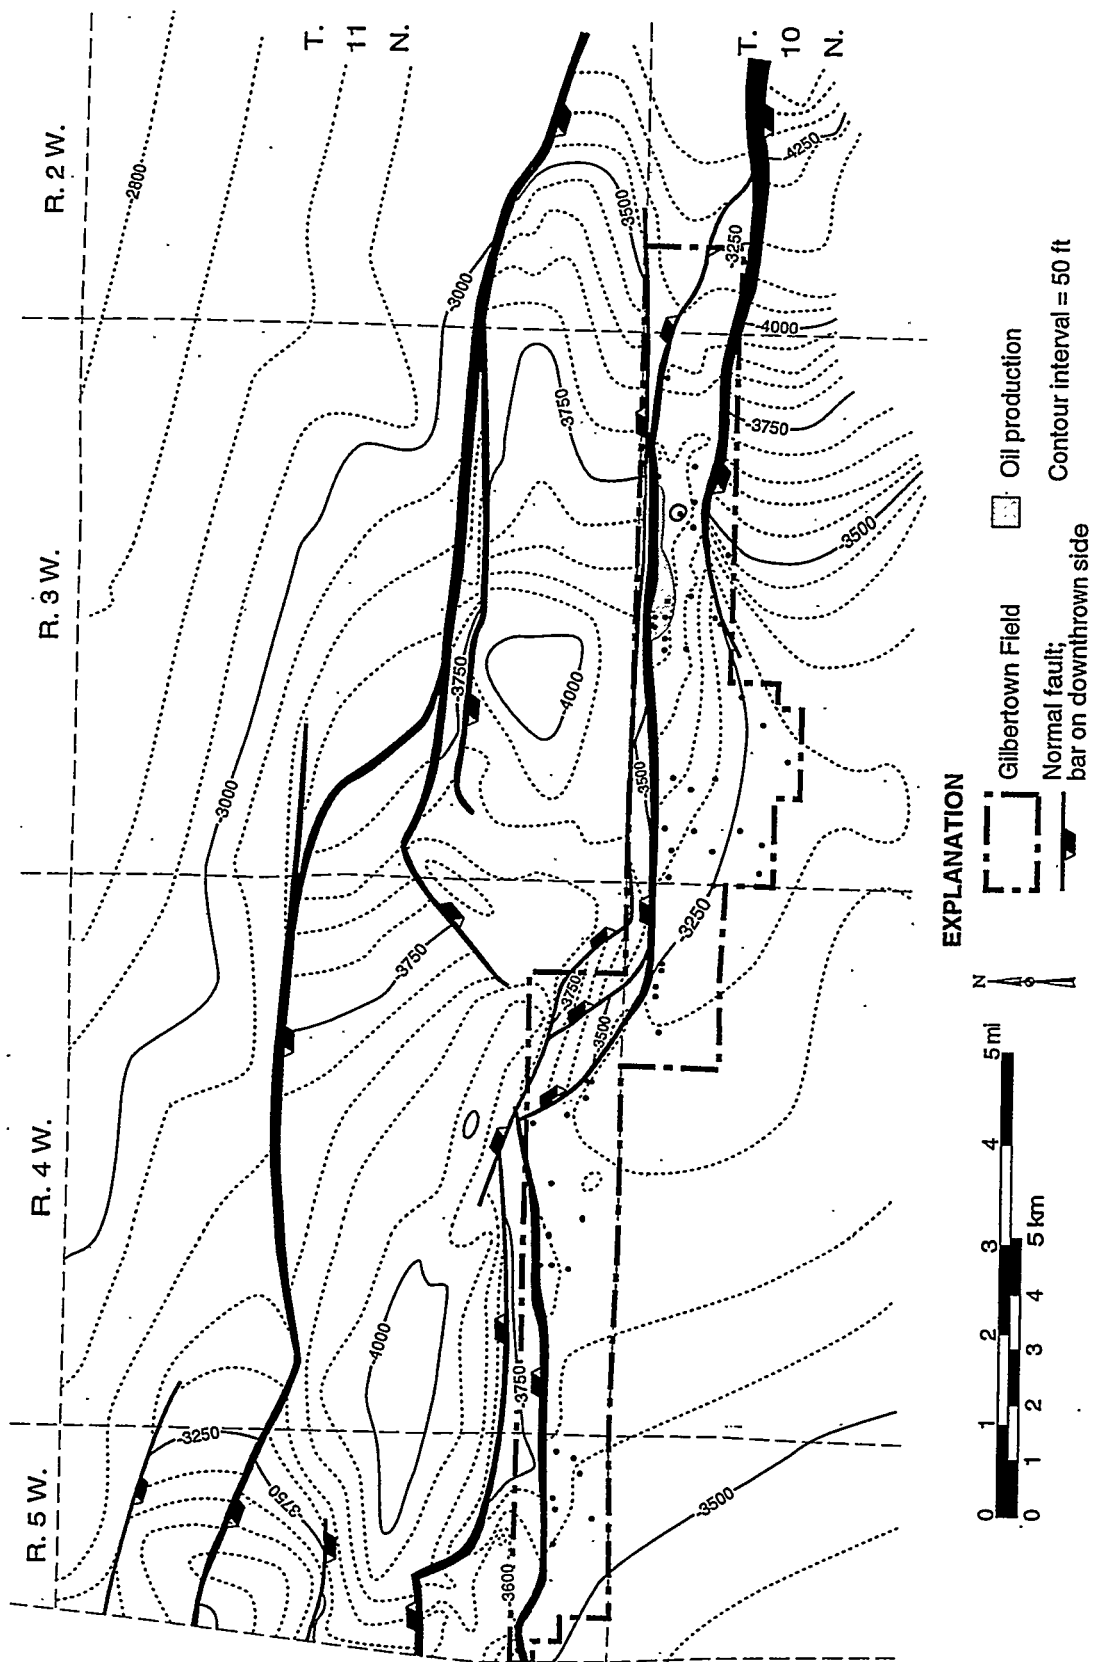 R. 5 W.
R. 4 W.
R. 3 W.
R. 2 W.
T.
11
N.
T.
10
N.
-2800
-3000
-3000
-3250
-3750
-4000
-3750
-3750
-4000
-3750
-3500
-3600
-3750
-3750
-3500
-3500
-3250
-3250
-4250
-4000
-3750
-3500
-3500
EXPLANATION
Gilbertown Field
Oil production
Normal fault;
bar on downthrown side
Contour interval = 50 ft
N
0 1 2 3 4 5 mi
0 1 2 3 4 5 km